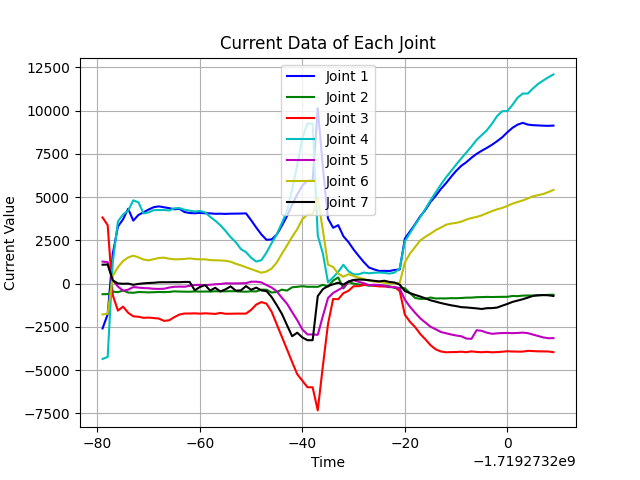 Current Data of Each Joint
Current Value
12500
10000
7500
5000
2500
0
−2500
−5000
−7500
Joint 1
Joint 2
Joint 3
Joint 4
Joint 5
Joint 6
Joint 7
−80 −60 −40 −20 0
Time
−1.7192732e9